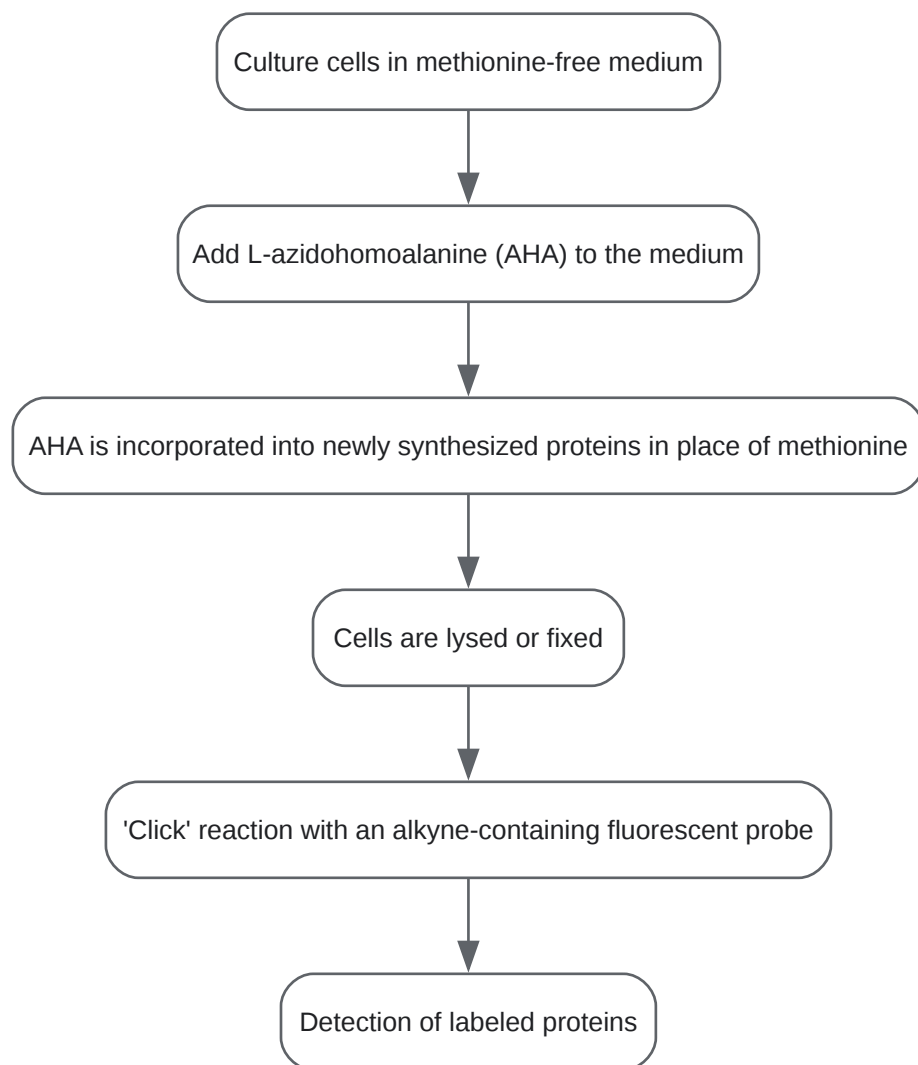 Culture cells in methionine-free medium
Add L-azidohomoalanine (AHA) to the medium
AHA is incorporated into newly synthesized proteins in place of methionine
Cells are lysed or fixed
'Click' reaction with an alkyne-containing fluorescent probe
Detection of labeled proteins